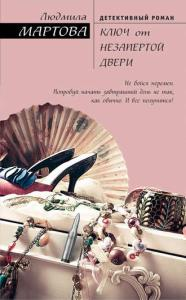 Людмила
МАРТОВА
ДЕТЕКТИВНЫЙ РОМАН
КЛЮЧ от
НЕЗАПЕРТОЙ
ДВЕРИ
Не бойся перемен.
Попробуй начать завтрашний день не так,
как обычно. И все получится!